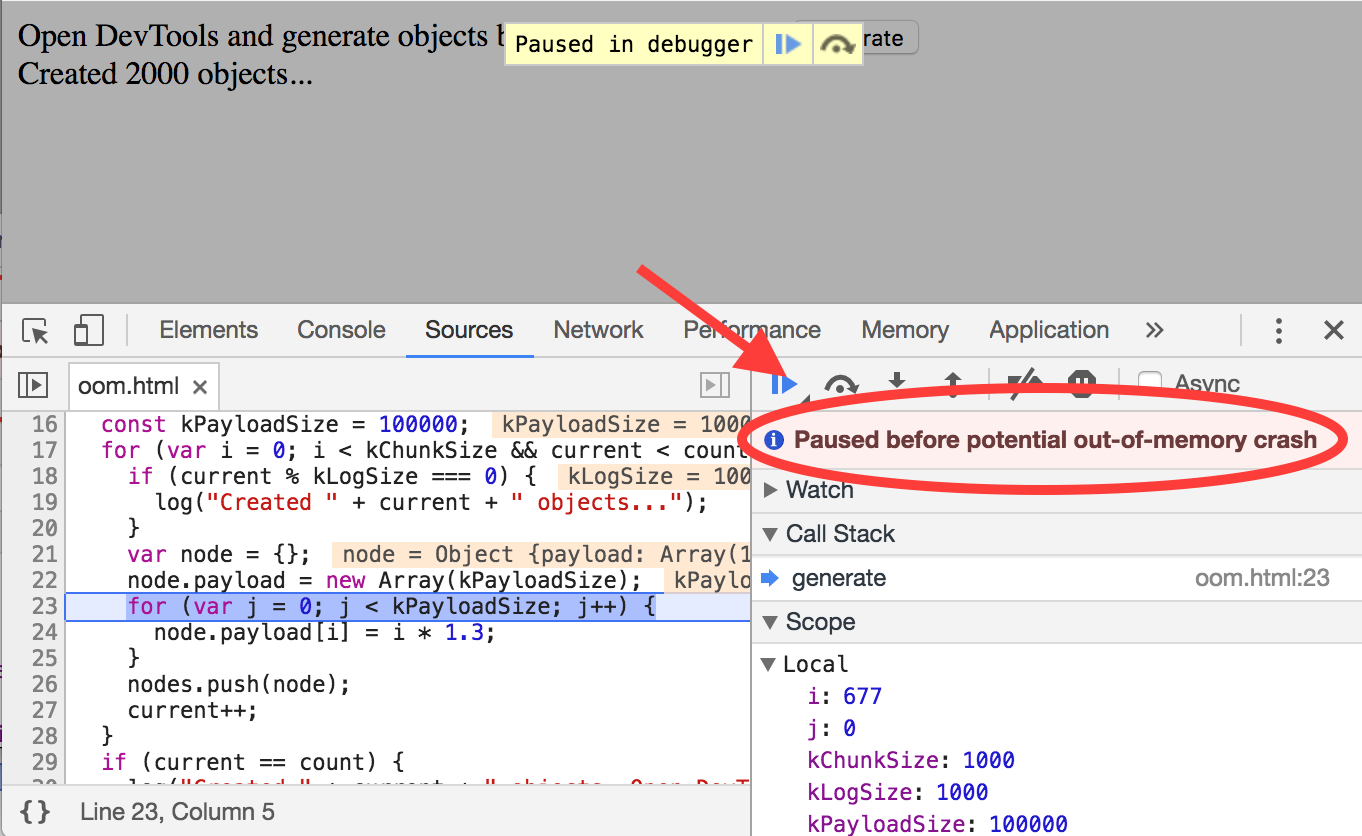 Open DevTools and generate objects
Paused in debugger
rate
Created 2000 objects...
Elements Console Sources Network Performance Memory Application »
oom.html ×
Async
16 const kPayloadSize = 100000; kPayloadSize = 1000
17 for (var i = 0; i < kChunkSize && current < count
18 if (current % kLogSize === 0) { kLogSize = 100
19 log("Created " + current + " objects...");
20 }
21 var node = {}; node = Object {payload: Array(1
22 node.payload = new Array(kPayloadSize); kPaylo
23 for (var j = 0; j < kPayloadSize; j++) {
24 node.payload[i] = i * 1.3;
25 }
26 nodes.push(node);
27 current++;
28 }
29 if (current == count) {
{} Line 23, Column 5
Paused before potential out-of-memory crash
Watch
Call Stack
generate oom.html:23
Scope
Local
i: 677
j: 0
kChunkSize: 1000
kLogSize: 1000
kPayloadSize: 100000